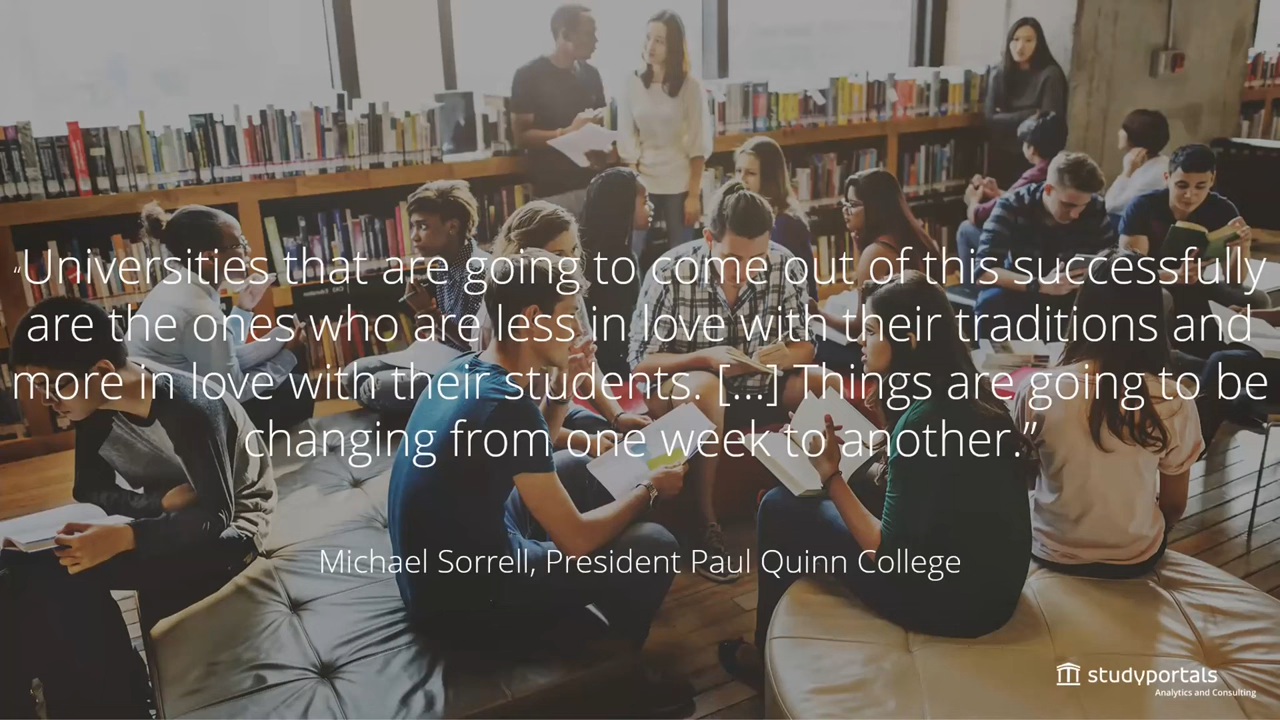 “Universities that are going to come out of this successfully
are the ones who are less in love with their traditions and
more in love with their students. [...] Things are going to be
changing from one week to another.”
Michael Sorrell, President Paul Quinn College
studyportals
Analytics and Consulting